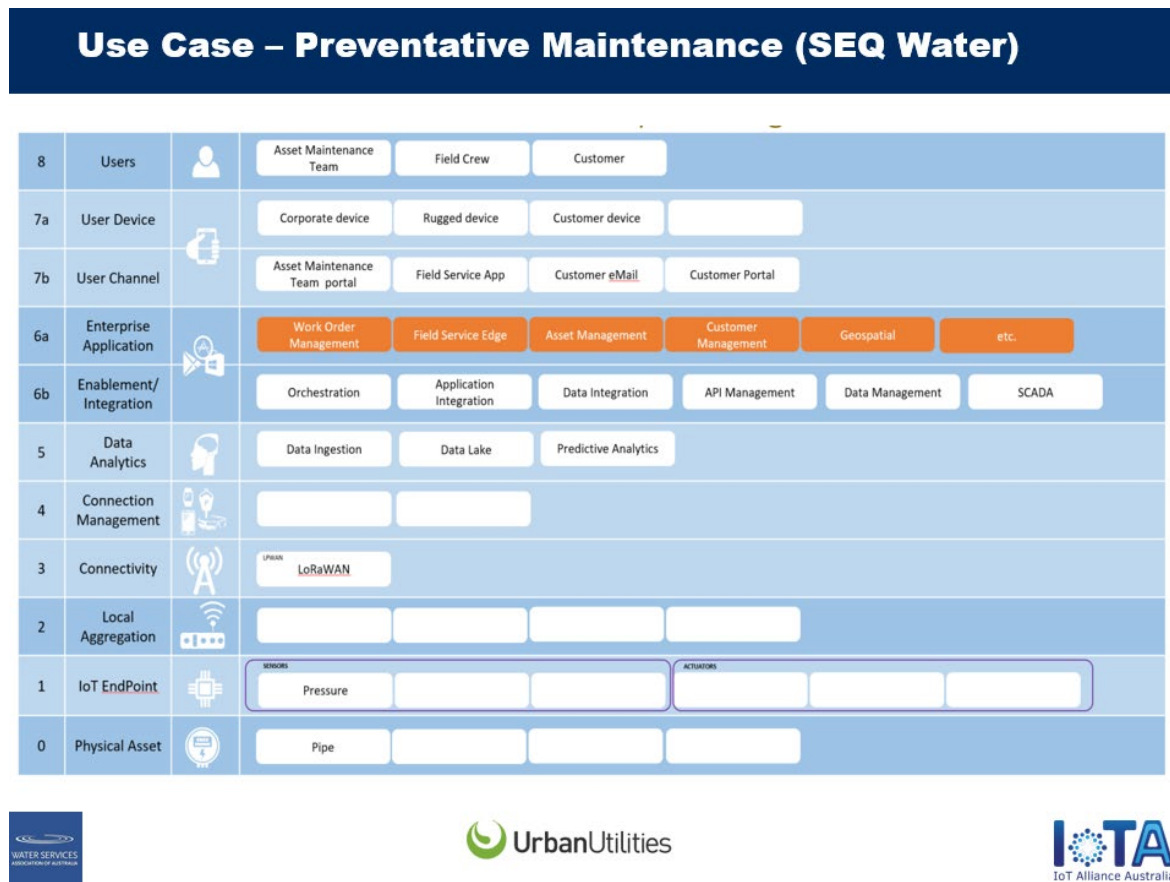 Use Case – Preventative Maintenance (SEQ Water)
8
Users
Asset Maintenance
Team
Field Crew
Customer
7a
User Device
Corporate device
Rugged device
Customer device
7b
User Channel
Asset Maintenance
Team portal
Field Service App
Customer eMail
Customer Portal
6a
Enterprise
Application
Work Order
Management
Field Service Edge
Asset Management
Customer
Management
Geospatial
etc.
6b
Enablement/
Integration
Orchestration
Application
Integration
Data Integration
API Management
Data Management
SCADA
5
Data
Analytics
Data Ingestion
Data Lake
Predictive Analytics
4
Connection
Management
3
Connectivity
LPWAN
LoRaWAN
2
Local
Aggregation
1
IoT EndPoint
SENSORS
Pressure
ACTUATORS
0
Physical Asset
Pipe
WATER SERVICES
ASSOCIATION OF AUSTRALIA
UrbanUtilities
IoTA
IoT Alliance Australia